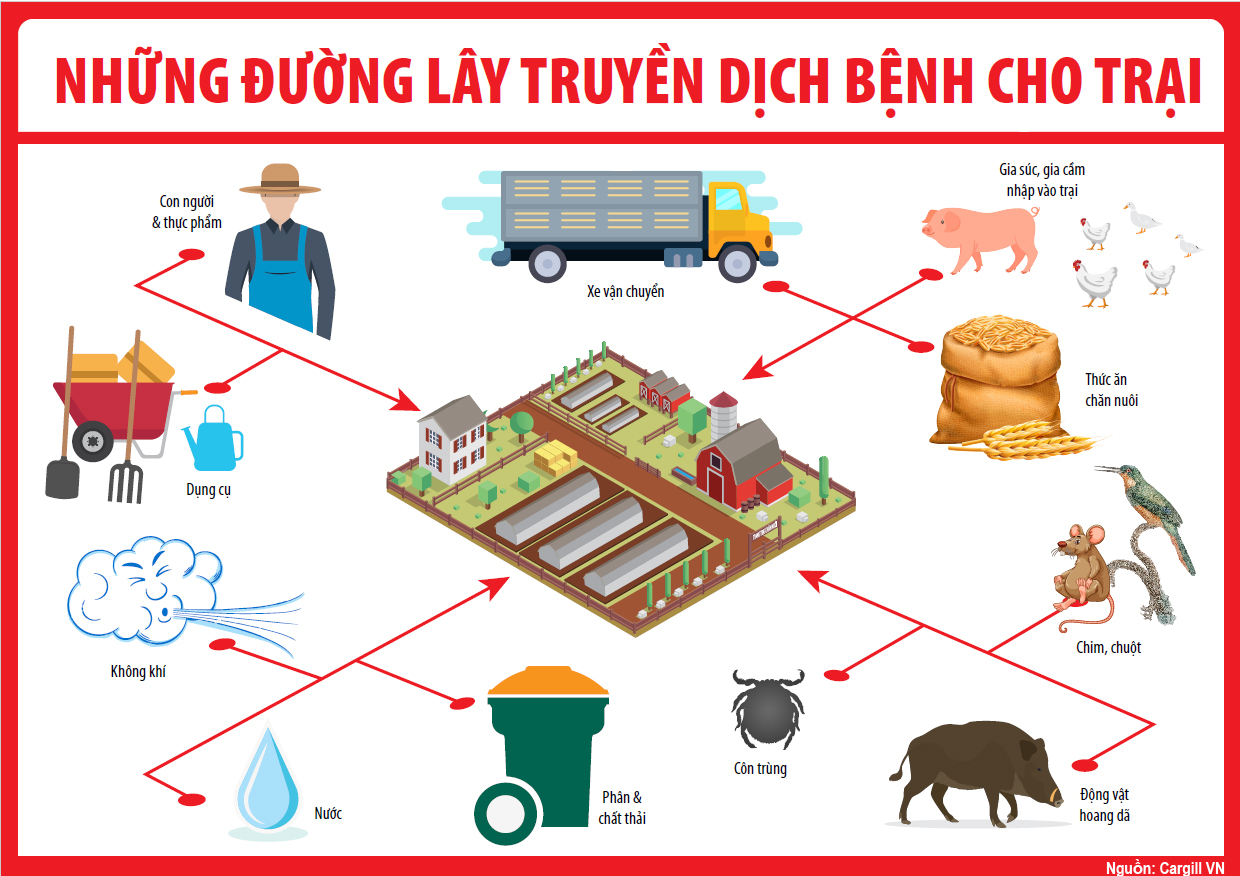 NHỮNG ĐƯỜNG LÂY TRUYỀN DỊCH BỆNH CHO TRẠI
Con người
& thực phẩm
Xe vận chuyển
Gia súc, gia cầm
nhập vào trại
Thức ăn
chăn nuôi
Dụng cụ
Không khí
Chim, chuột
Côn trùng
Nước
Phân &
chất thải
Động vật
hoang dã
Nguồn: Cargill VN